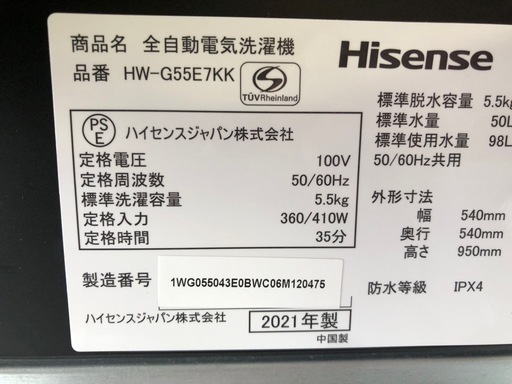 商品名 全自動電気洗濯機
Hisense
品番 HW-G55E7KK
TÜVRheinland
PS
E
ハイセンスジャパン株式会社
定格電圧 100V
定格周波数 50/60Hz
標準洗濯容量 5.5kg
定格入力 360/410W
定格時間 35分
製造番号 1WG055043E0BWC06M120475
ハイセンスジャパン株式会社 2021年製
中国製
標準脱水容量 5.5kg
標準水量 50L
標準使用水量 98L
50/60Hz共用
外形寸法
幅 540mm
奥行 540mm
高さ 950mm
防水等級 IPX4